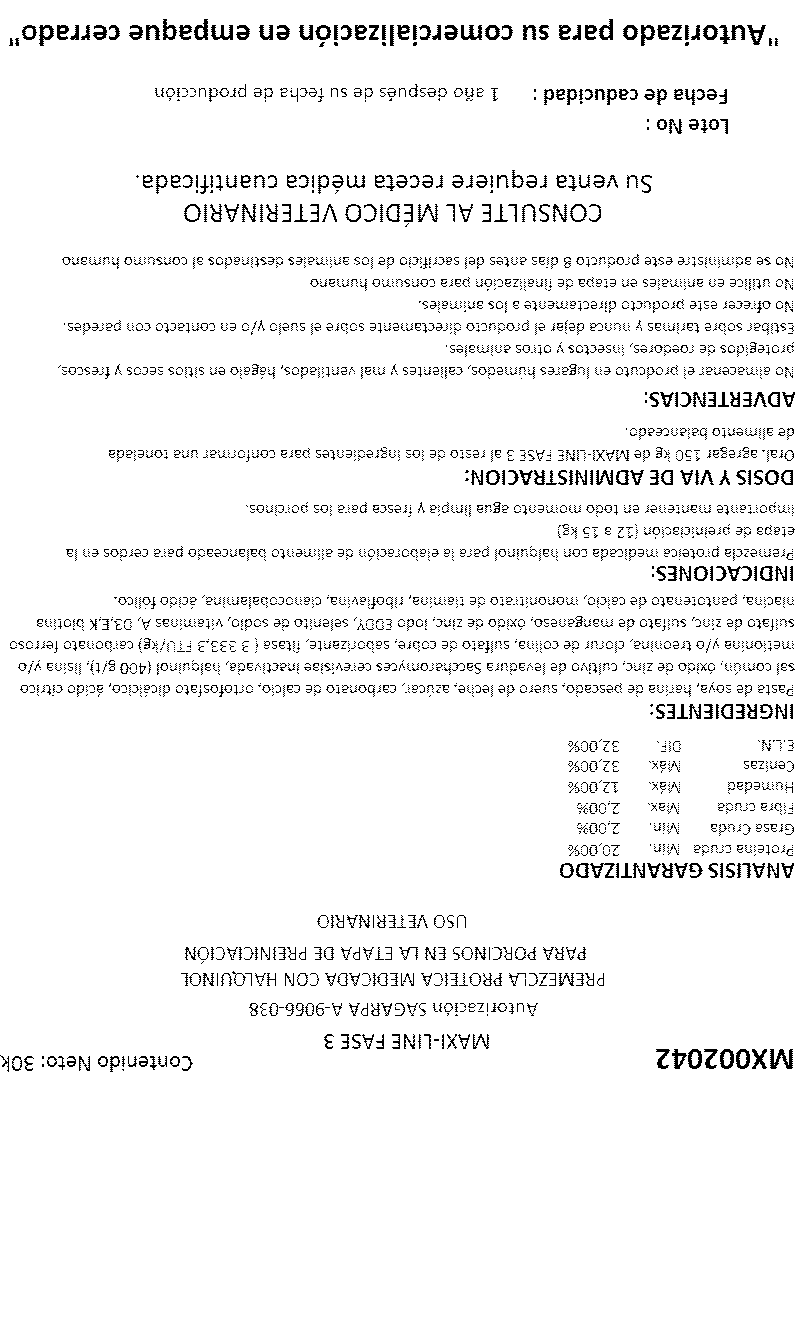 MX002042
Contenido Neto: 30k
MAXI-LINE FASE 3
Autorización SAGARPA A-9066-038
PREMEZCLA PROTEICA MEDICADA CON HALQUINOL
PARA PORCINOS EN LA ETAPA DE PREINICIACIÓN
USO VETERINARIO
ANALISIS GARANTIZADO
Proteina cruda Min. 20,00%
Grasa Cruda Min. 2,00%
Fibra cruda Max. 2,00%
Humedad Máx. 12,00%
Cenizas Máx. 32,00%
E.L.N. DIF. 32,00%
INGREDIENTES:
Pasta de soya, harina de pescado, suero de leche, azúcar, carbonato de calcio, ortofosfato dicálcico, ácido cítrico
sal común, óxido de zinc, cultivo de levadura Saccharomyces cerevisiae inactivada, halquinol (400 g/t), lisina y/o
metionina y/o treonina, clorur de colina, sulfato de cobre, saborizante, fitasa ( 3 333,3 FTU/kg) carbonato ferroso
sulfato de zinc, sulfato de manganeso, óxido de zinc, Iodo EDDY, selenito de sodio, vitaminas A, D3,E,K biotina
niacina, pantotenato de calcio, mononitrato de tiamina, riboflavina, cianocobalamina, ácido fólico.
INDICACIONES:
Premezcla proteica medicada con halquinol para la elaboración de alimento balanceado para cerdos en la
etapa de preiniciación (12 a 15 kg)
Importante mantener en todo momento agua limpia y fresca para los porcinos.
DOSIS Y VIA DE ADMINISTRACION:
Oral. agregar 150 kg de MAXI-LINE FASE 3 al resto de los ingredientes para conformar una tonelada
de alimento balanceado.
ADVERTENCIAS:
No almacenar el prodcuto en lugares húmedos, calientes y mal ventilados, hágalo en sitios secos y frescos,
protegidos de roedores, insectos y otros animales.
Estibar sobre tarimas y nunca dejar el producto directamente sobre el suelo y/o en contacto con paredes.
No ofrecer este producto directamente a los animales.
No utilice en animales en etapa de finalización para consumo humano
No se administre este producto 8 días antes del sacrificio de los animales destinados al consumo humano
CONSULTE AL MÉDICO VETERINARIO
Su venta requiere receta médica cuantificada.
Lote No :
Fecha de caducidad : 1 año después de su fecha de producción
"Autorizado para su comercialización en empaque cerrado"